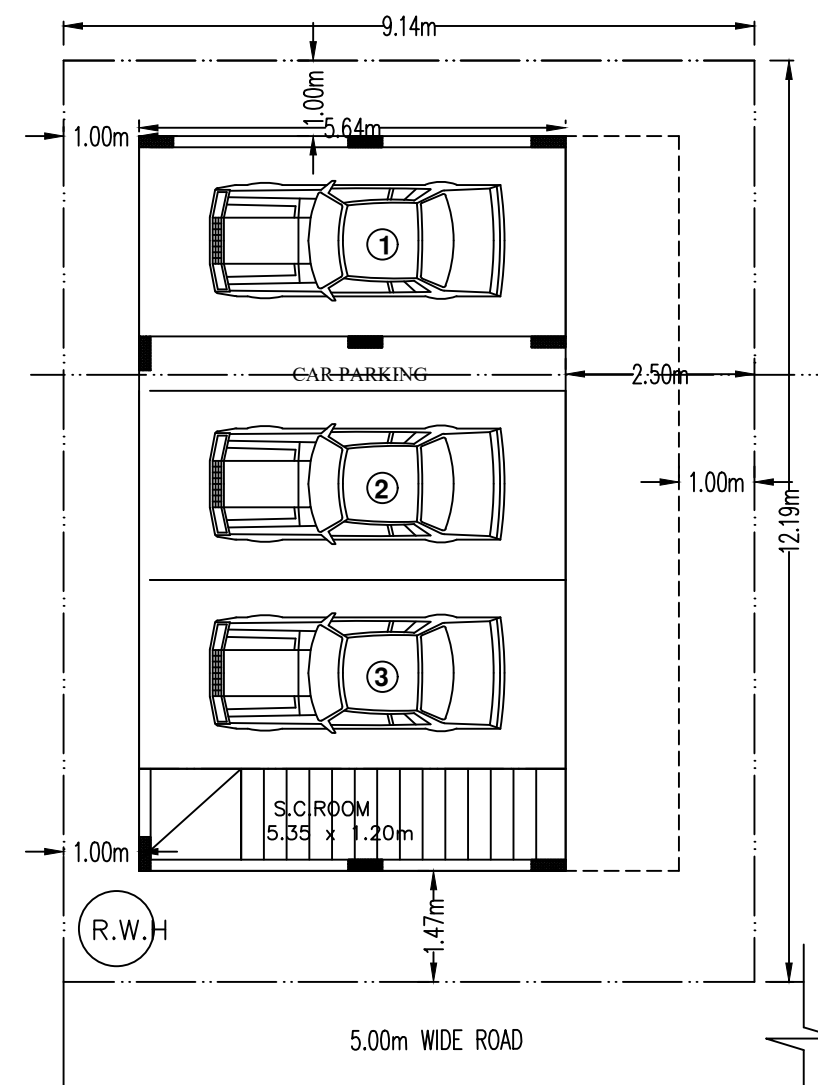 9.14m
1.00m
1.00m
5.64m
1
CAR PARKING
2.50m
2
1.00m
12.19m
3
S.C.ROOM
5.35 x 1.20m
1.00m
1.47m
R.W.H
5.00m WIDE ROAD